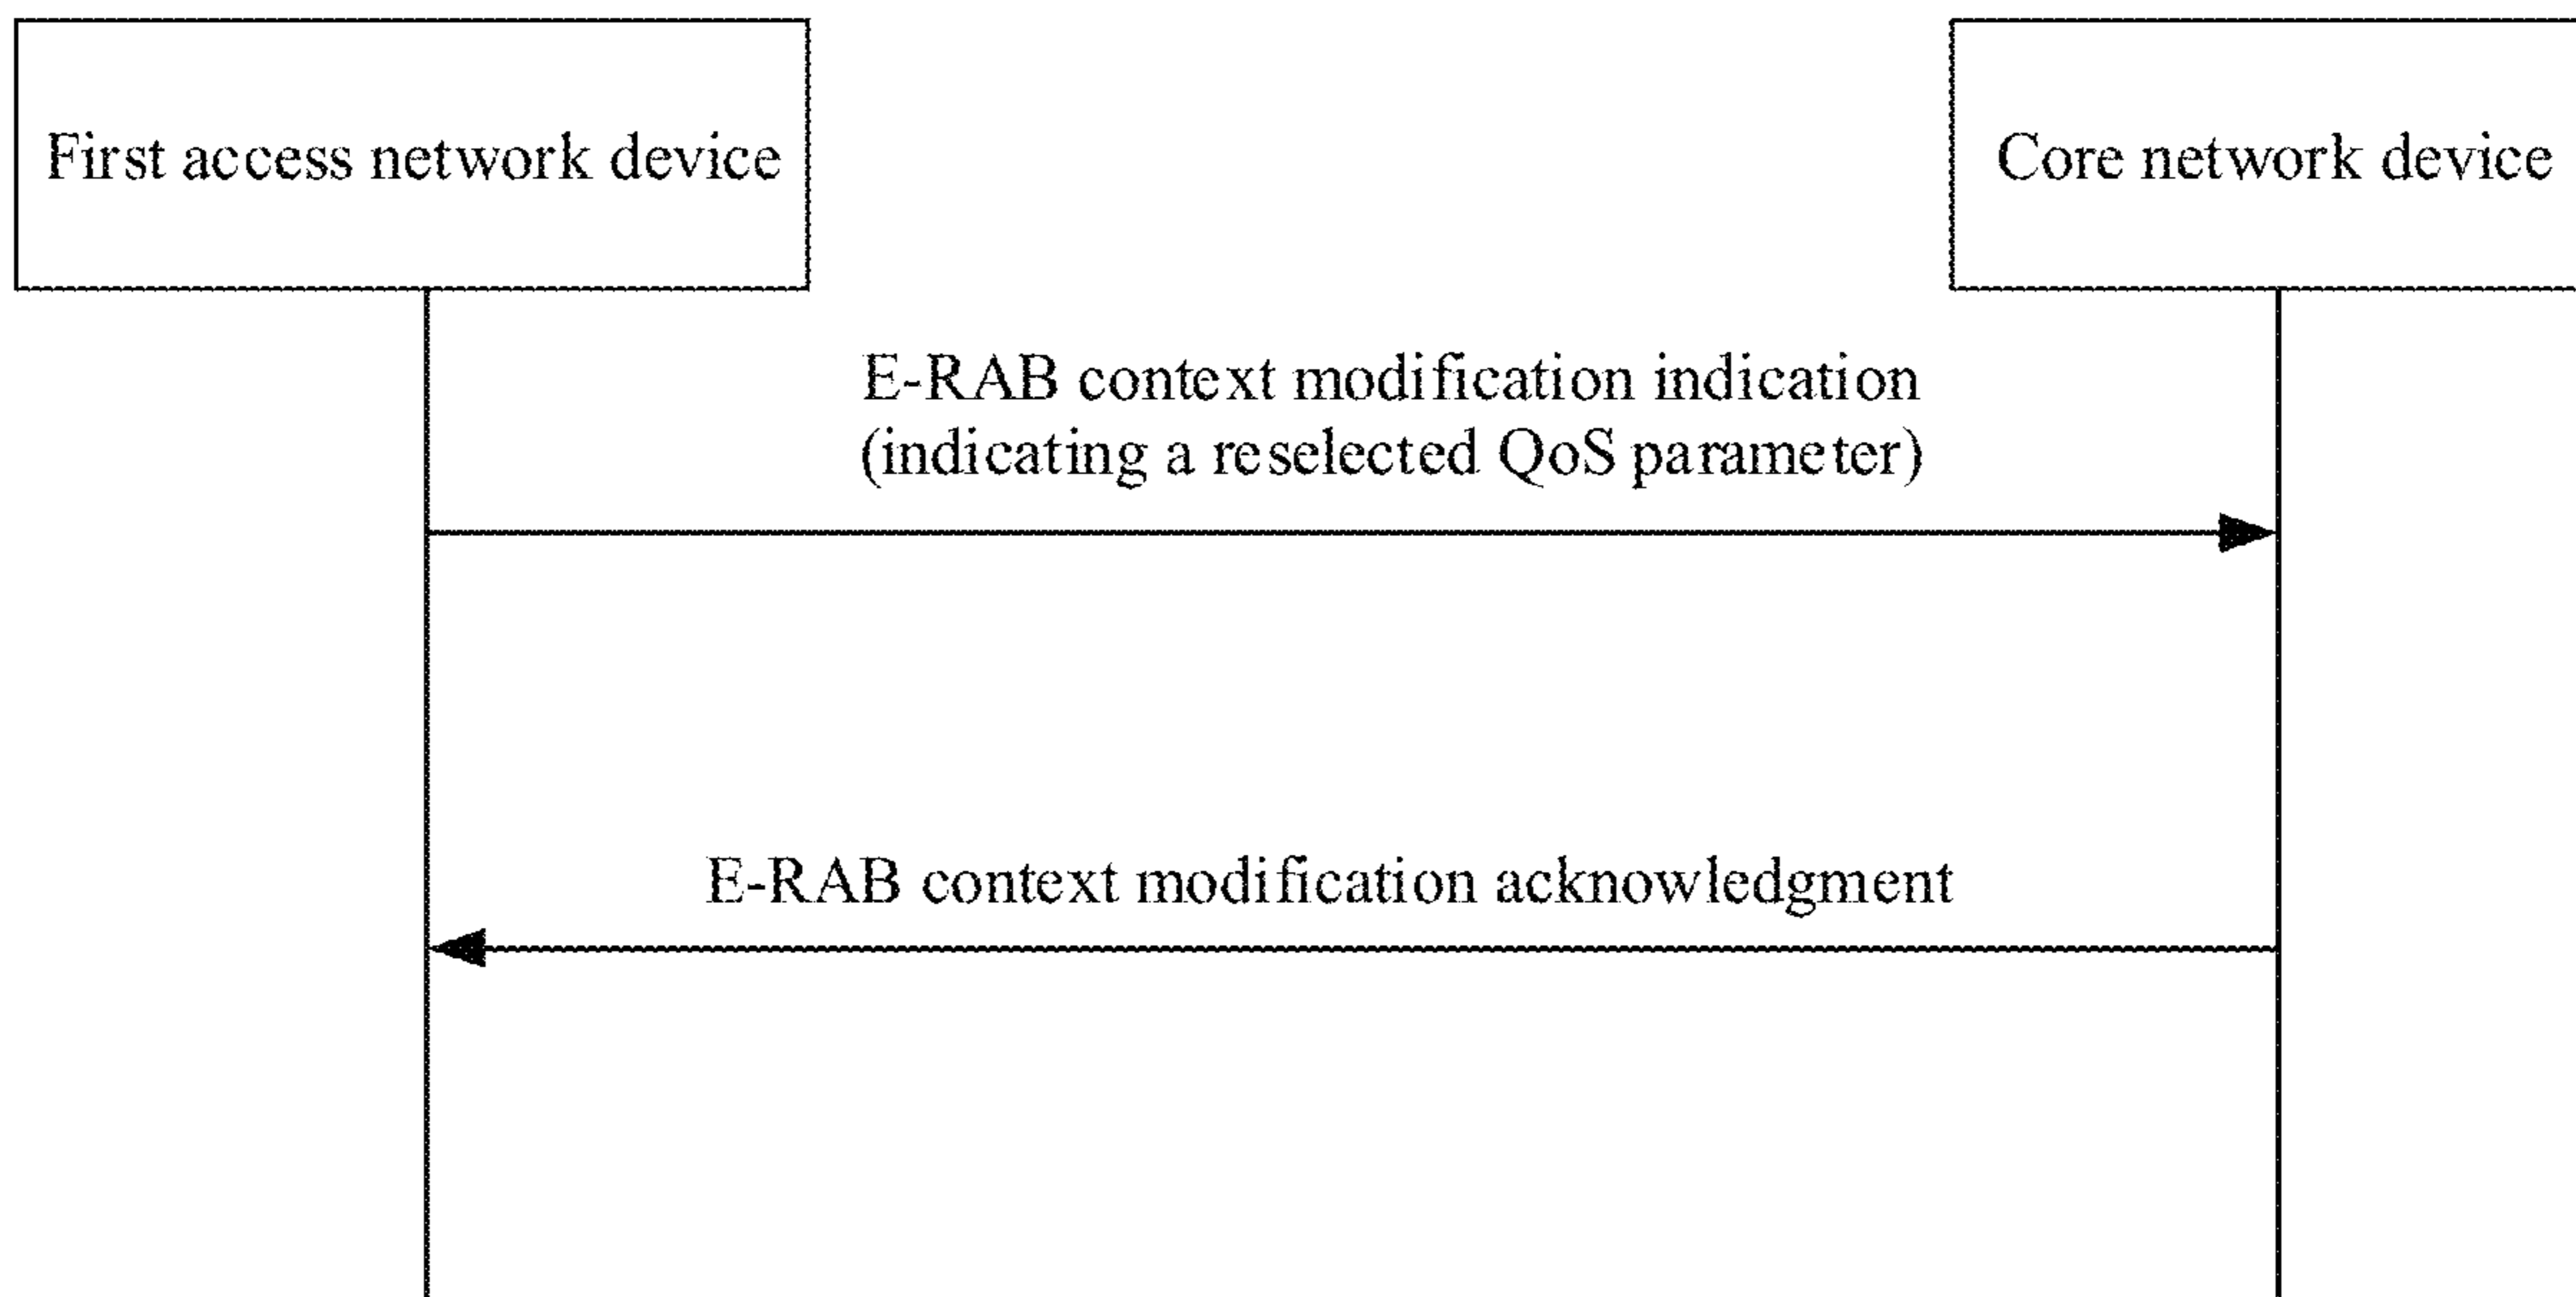 First access network device
Core network device
E-RAB context modification indication
(indicating a reselected QoS parameter)
E-RAB context modification acknowledgment